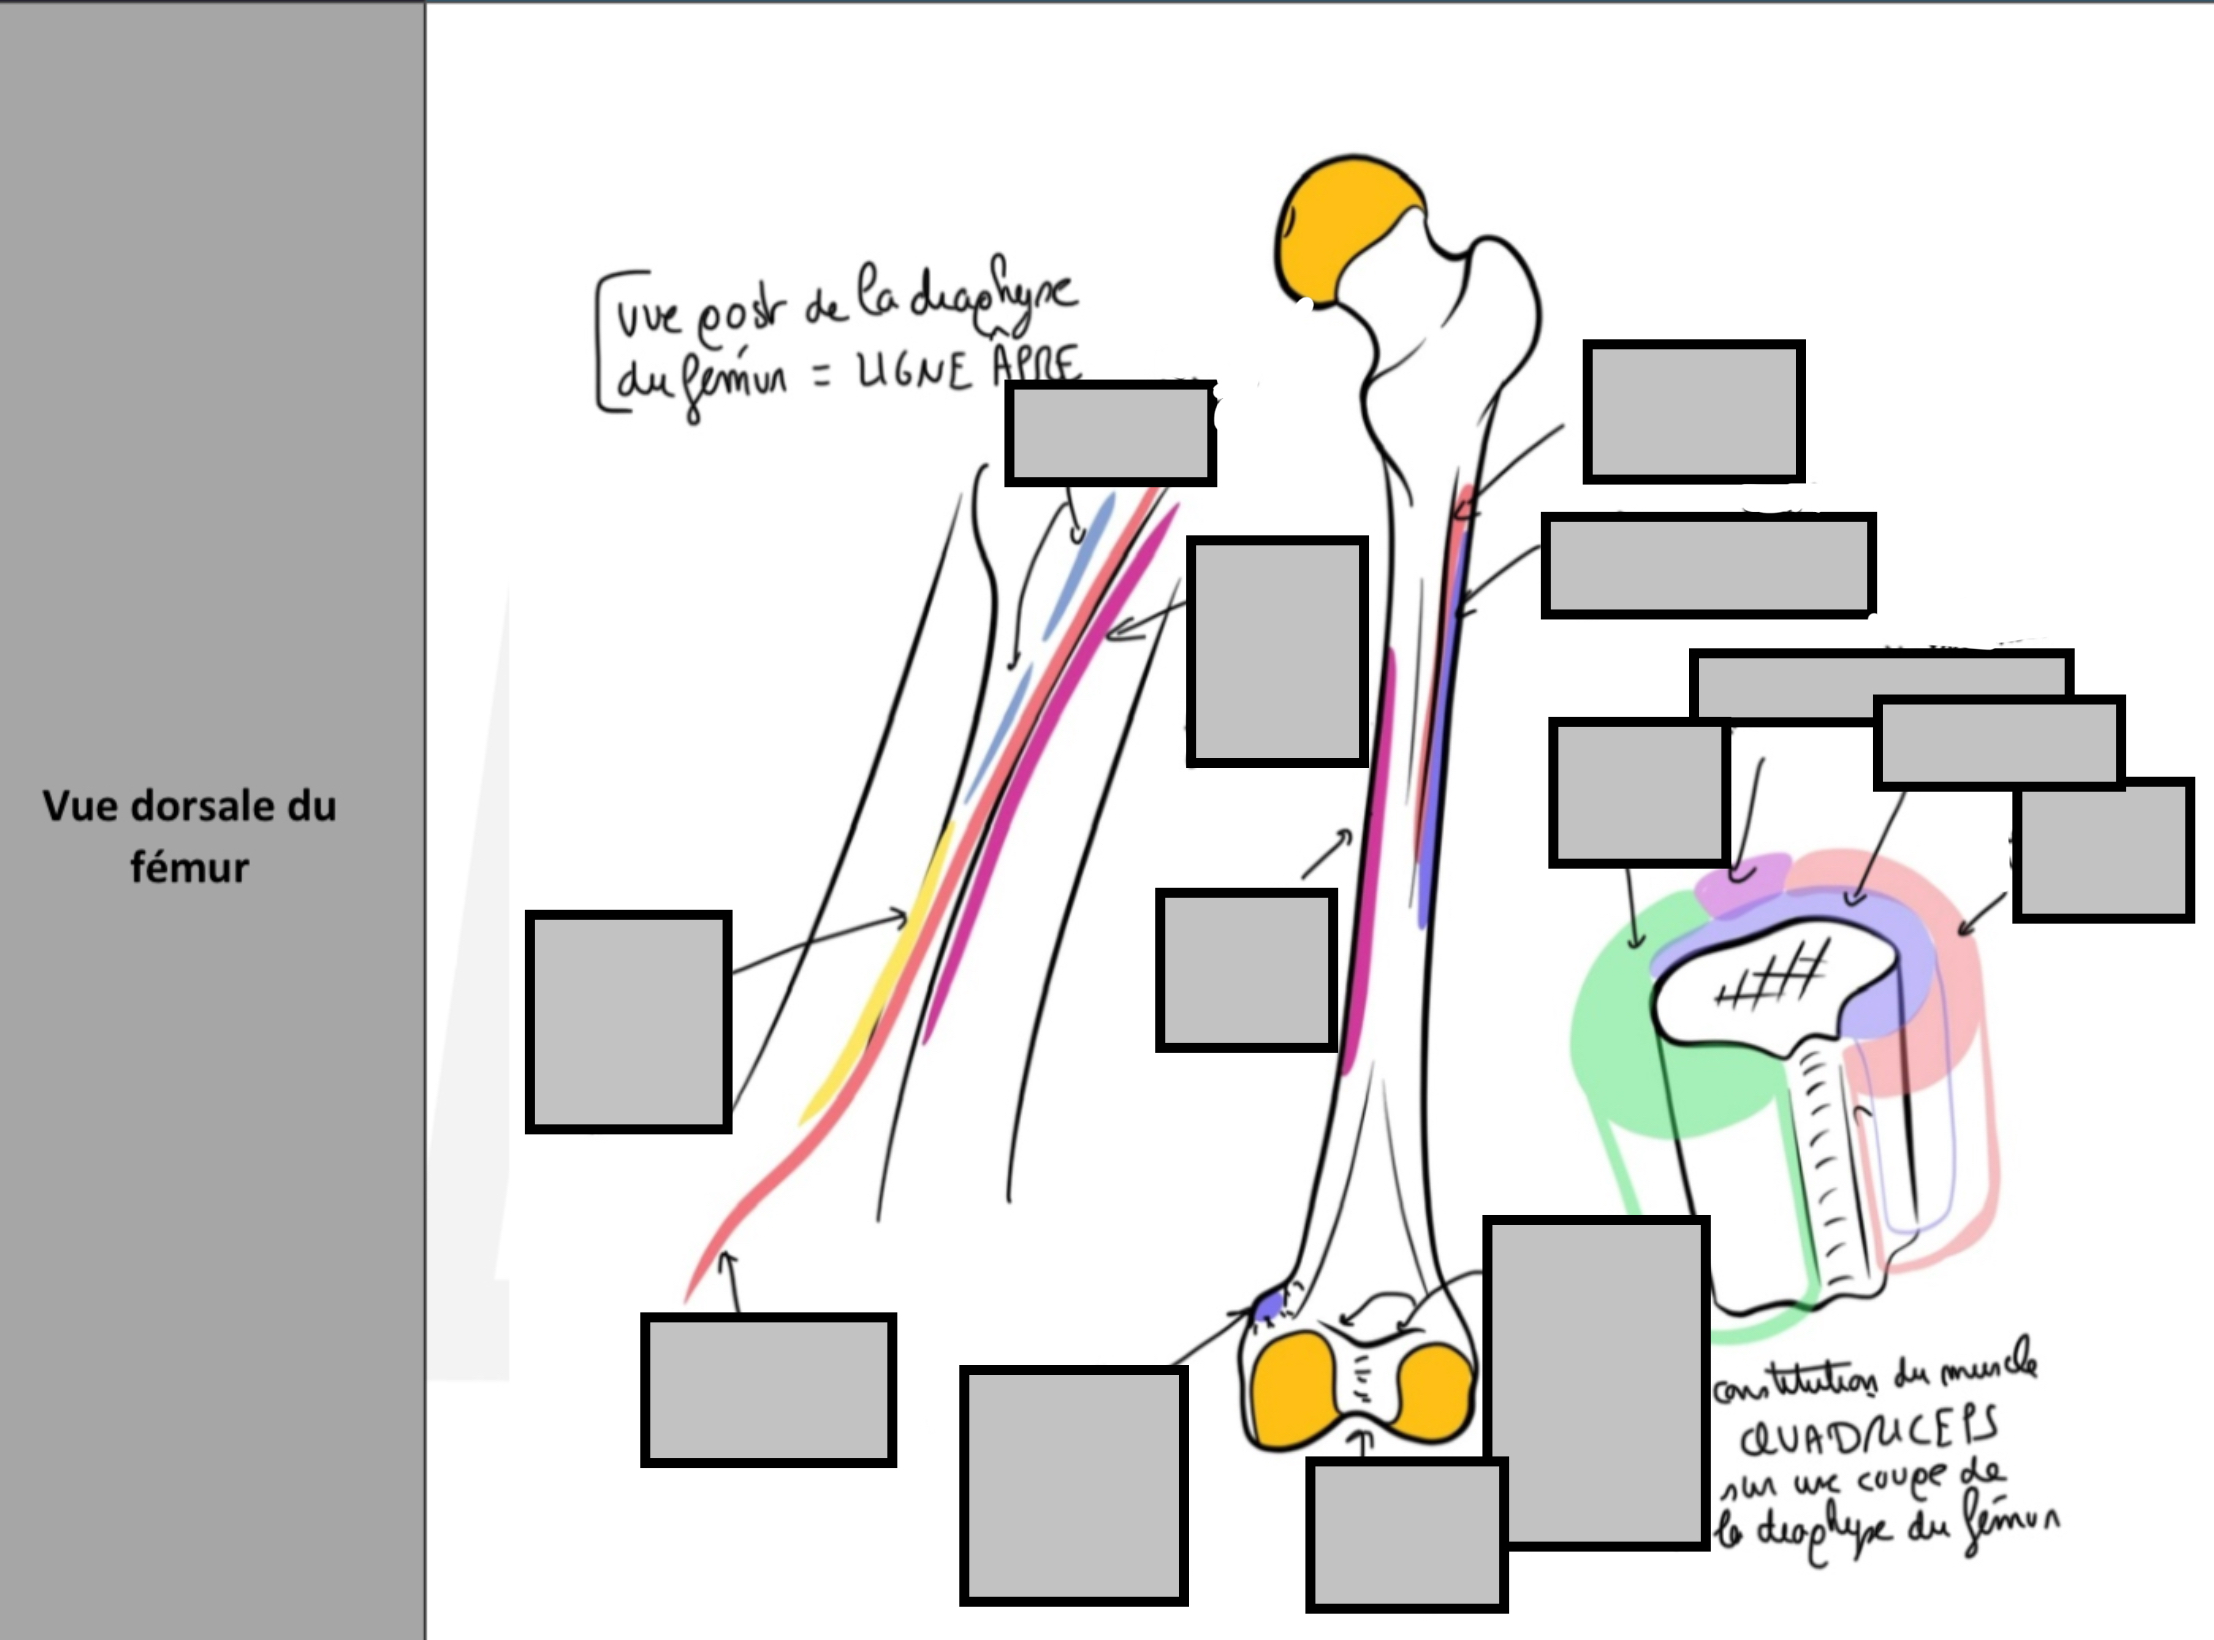 Vue dorsale du
fémur
vue post de la diaphyse
du fémur = LIGNE APRE
constitution du muscle
QUADRICEPS
sur une coupe de
la diaphyse du fémur